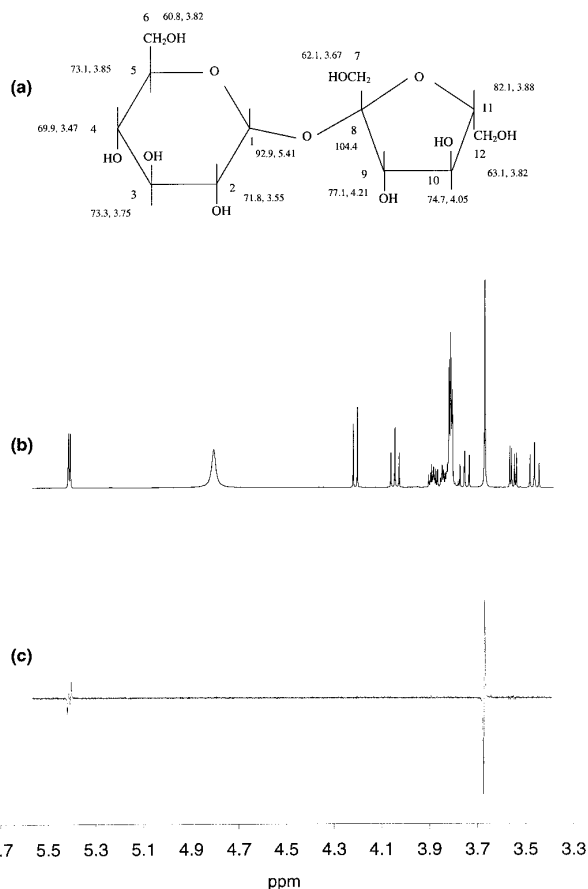 (a)
6 60.8, 3.82
CH₂OH
73.1, 3.85 5 O
69.9, 3.47 4
HO OH
3
73.3, 3.75
1
92.9, 5.41
2
71.8, 3.55
OH
O
62.1, 3.67 7
HOCH₂
O
82.1, 3.88
11
8
104.4
HO
CH₂OH
12
63.1, 3.82
9
77.1, 4.21
OH
10
74.7, 4.05
(b)
(c)
.7 5.5 5.3 5.1 4.9 4.7 4.5 4.3 4.1 3.9 3.7 3.5 3.3
ppm